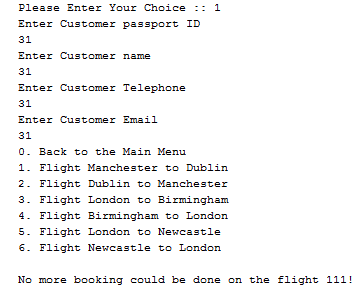 Please Enter Your Choice :: 1
Enter Customer passport ID
31
Enter Customer name
31
Enter Customer Telephone
31
Enter Customer Email
31
0. Back to the Main Menu
1. Flight Manchester to Dublin
2. Flight Dublin to Manchester
3. Flight London to Birmingham
4. Flight Birmingham to London
5. Flight London to Newcastle
6. Flight Newcastle to London
No more booking could be done on the flight 111!